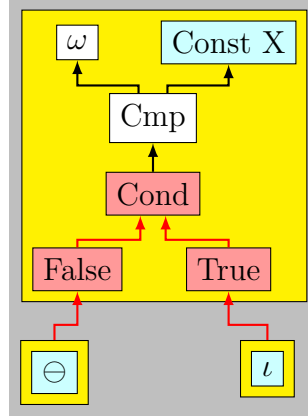 ω Const X
Cmp
Cond
False True
⊖ ι